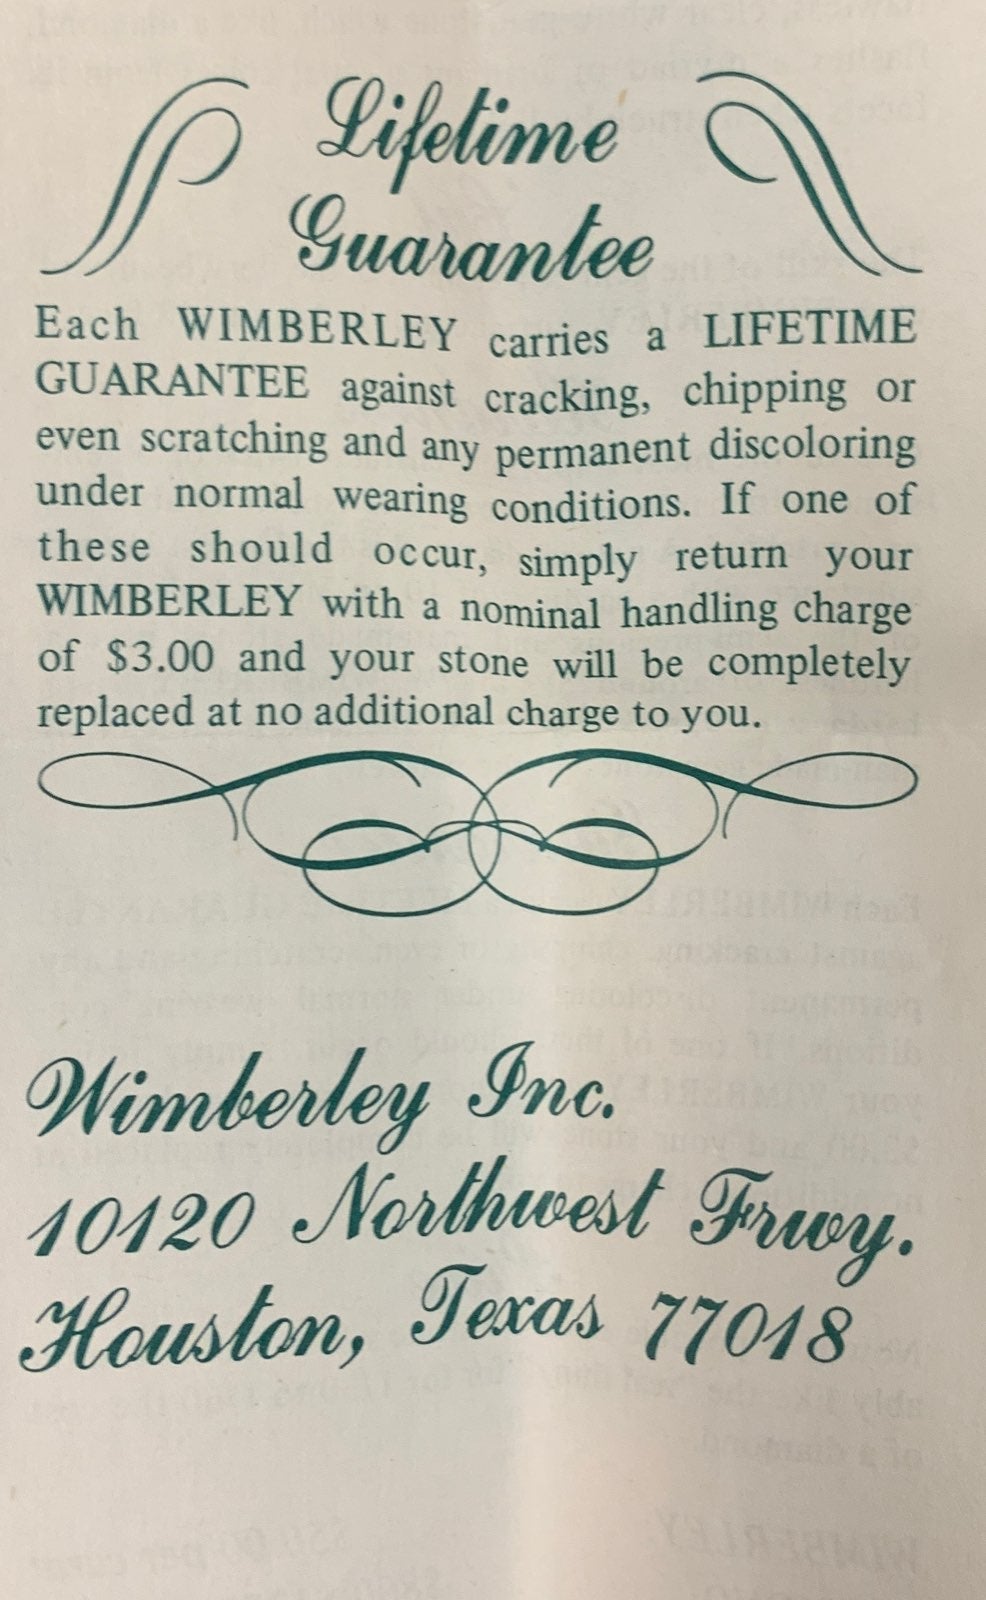 Lifetime
Guarantee
Each WIMBERLEY carries a LIFETIME
GUARANTEE against cracking, chipping or
even scratching and any permanent discoloring
under normal wearing conditions. If one of
these should occur, simply return your
WIMBERLEY with a nominal handling charge
of $3.00 and your stone will be completely
replaced at no additional charge to you.
Wimberley Inc.
10120 Northwest Frwy.
Houston, Texas 77018